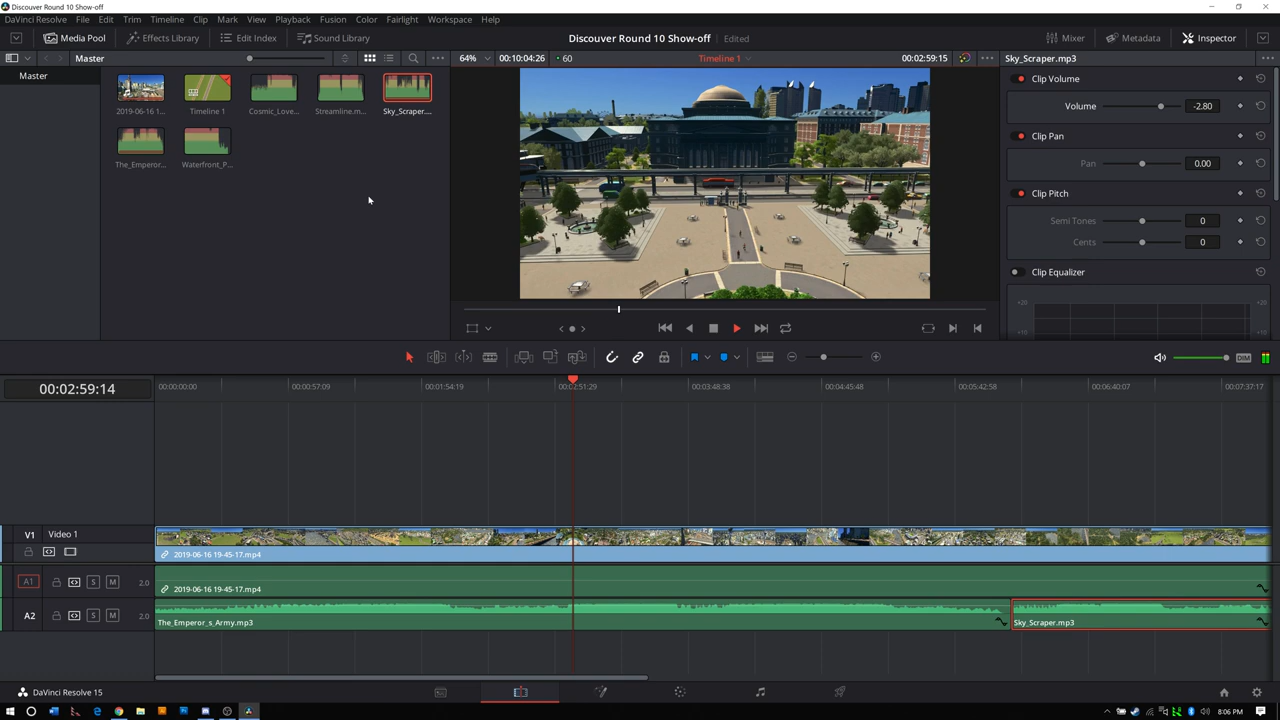 Discover Round 10 Show-off
DaVinci Resolve File Edit Trim Timeline Clip Mark View Playback Fusion Color Fairlight Workspace Help
Media Pool Effects Library Edit Index Sound Library Discover Round 10 Show-off Edited Mixer Metadata Inspector
Master 64% 00:10:04:26 60 Timeline 1 00:02:59:15 Sky_Scraper.mp3
Master
2019-06-16 1... Timeline 1 Cosmic_Love... Streamline.m... Sky_Scraper....
The_Emperor... Waterfront_P...
Clip Volume
Volume -2.80
Clip Pan
Pan 0.00
Clip Pitch
Semi Tones 0
Cents 0
Clip Equalizer
+20 +20
+10 +10
DIM
00:02:59:14 00:00:00:00 00:00:57:09 00:01:54:19 00:02:51:29 00:03:48:38 00:04:45:48 00:05:42:58 00:06:40:07 00:07:37:17
V1 Video 1
2019-06-16 19-45-17.mp4
A1 S M 2.0
2019-06-16 19-45-17.mp4
A2 S M 2.0
The_Emperor_s_Army.mp3 Sky_Scraper.mp3
DaVinci Resolve 15
8:06 PM